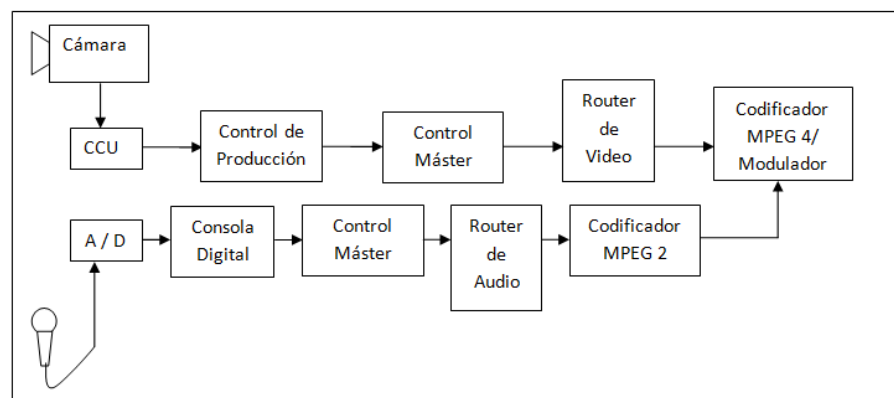 Cámara
CCU
Control de
Producción
Control
Máster
Router
de
Video
Codificador
MPEG 4/
Modulador
A / D
Consola
Digital
Control
Máster
Router
de
Audio
Codificador
MPEG 2